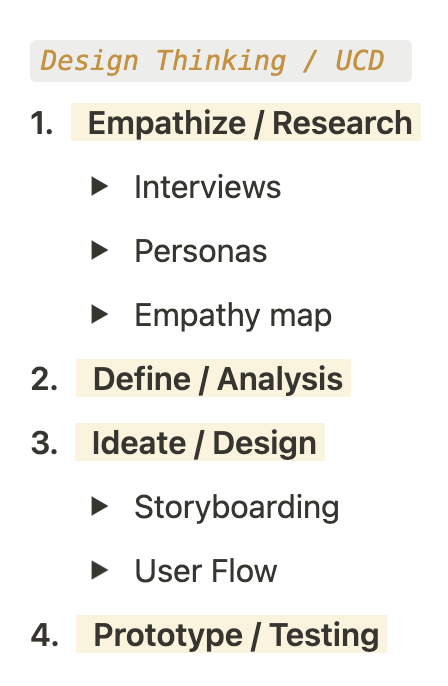 Design Thinking / UCD
1. Empathize / Research
Interviews
Personas
Empathy map
2. Define / Analysis
3. Ideate / Design
Storyboarding
User Flow
4. Prototype / Testing